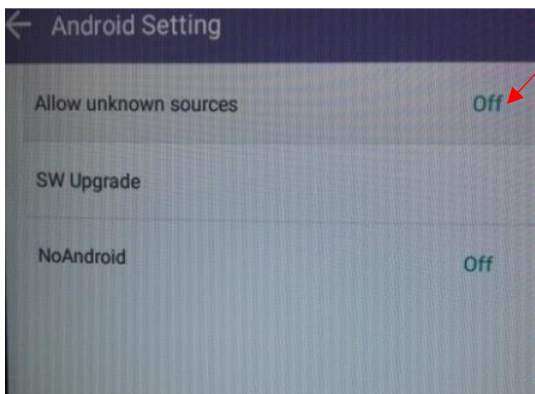 Android Setting
Allow unknown sources Off
SW Upgrade
NoAndroid Off